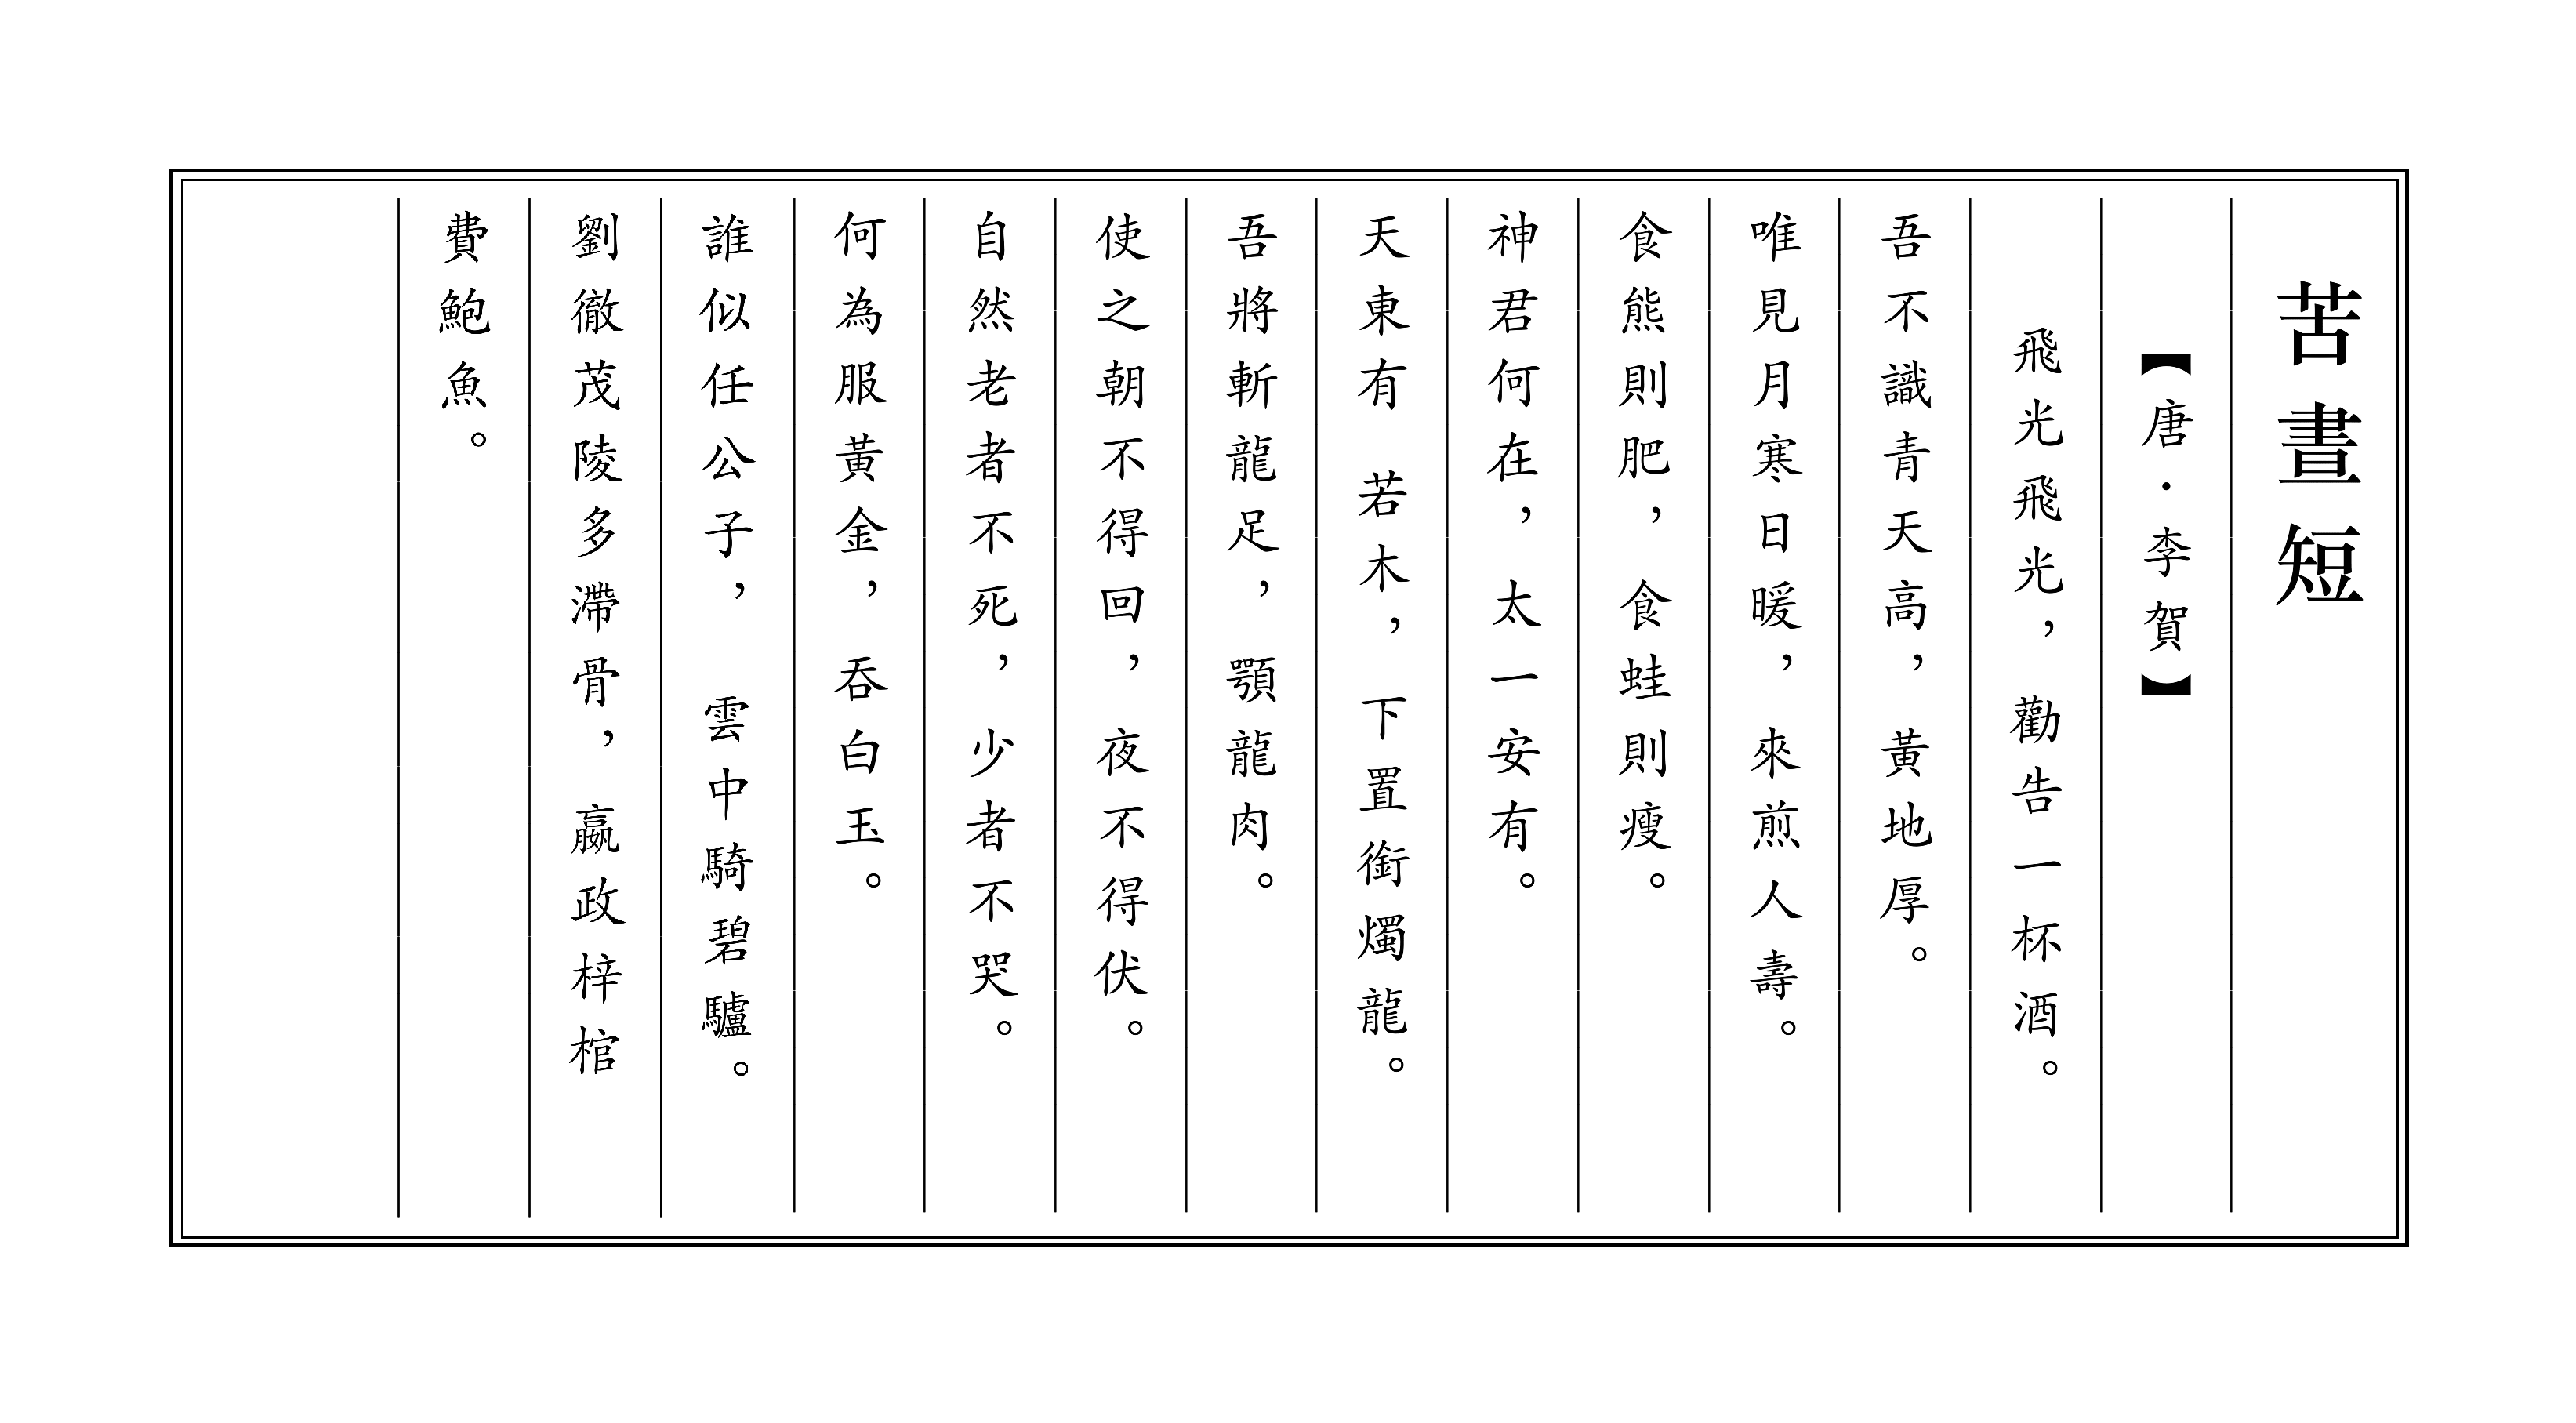 苦晝短
【唐·李賀】
飛光飛光，勸告一杯酒。
吾不識青天高，黃地厚。
唯見月寒日暖，來煎人壽。
食熊則肥，食蛙則瘦。
神君何在，太一安有。
天東有 若木，下置銜燭龍。
吾將斬龍足，顎龍肉。
使之朝不得回，夜不得伏。
自然老者不死，少者不哭。
何為服黃金，吞白玉。
誰似任公子， 雲中騎碧驢。
劉徹茂陵多滯骨，嬴政梓棺
費鮑魚。